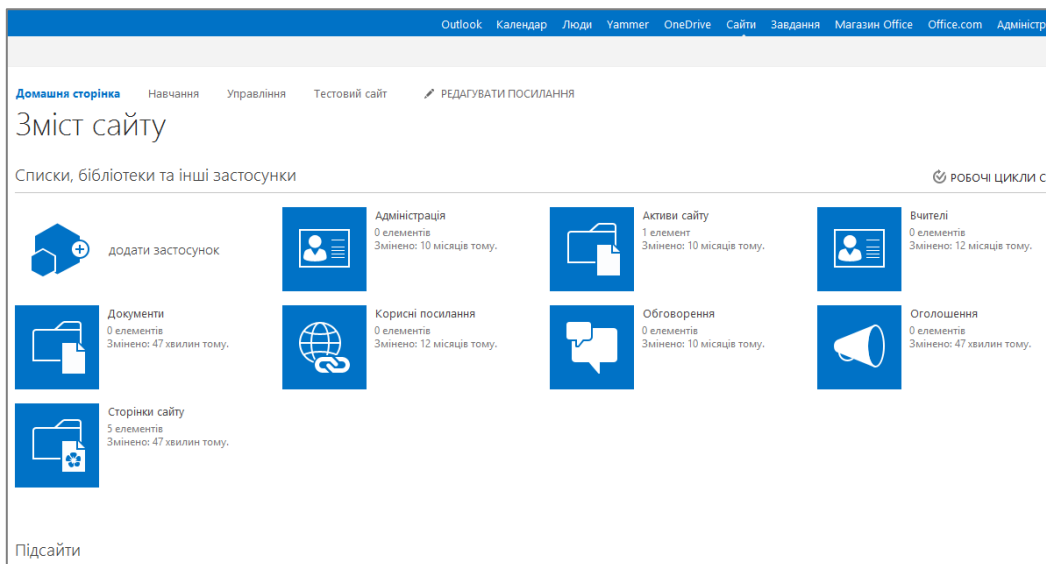 Outlook Календар Люди Yammer OneDrive Сайти Завдання Магазин Office Office.com Адміністр
Домашня сторінка Навчання Управління Тестовий сайт РЕДАГУВАТИ ПОСИЛАННЯ
Зміст сайту
Списки, бібліотеки та інші застосунки
РОБОЧІ ЦИКЛИ С
додати застосунок
Адміністрація
0 елементів
Змінено: 10 місяців тому.
Активи сайту
1 елемент
Змінено: 10 місяців тому.
Вчителі
0 елементів
Змінено: 12 місяців тому.
Документи
0 елементів
Змінено: 47 хвилин тому.
Корисні посилання
0 елементів
Змінено: 12 місяців тому.
Обговорення
0 елементів
Змінено: 10 місяців тому.
Оголошення
0 елементів
Змінено: 47 хвилин тому.
Сторінки сайту
5 елементів
Змінено: 47 хвилин тому.
Підсайти